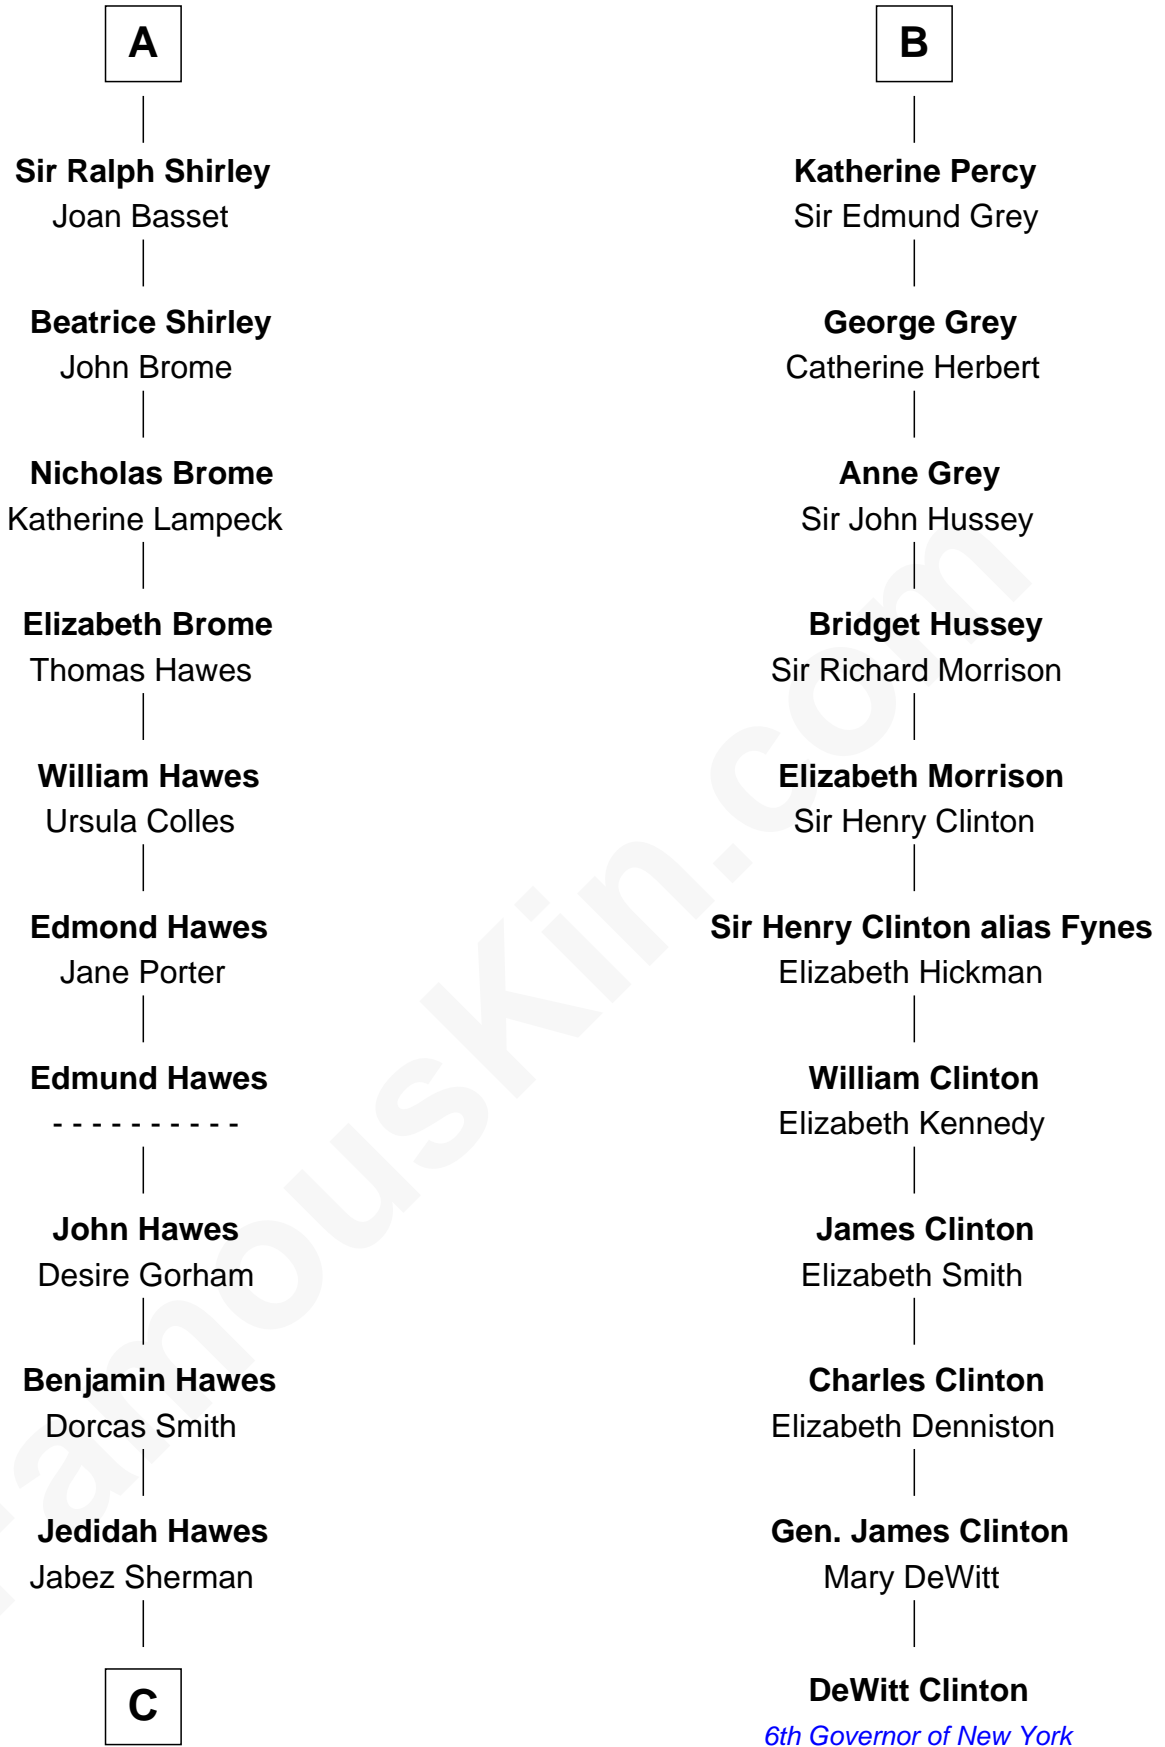 A
Sir Ralph Shirley
Joan Basset
Beatrice Shirley
John Brome
Nicholas Brome
Katherine Lampeck
Elizabeth Brome
Thomas Hawes
William Hawes
Ursula Colles
Edmond Hawes
Jane Porter
Edmund Hawes
- - - - - - - - - -
John Hawes
Desire Gorham
Benjamin Hawes
Dorcas Smith
Jedidah Hawes
Jabez Sherman
C
B
Katherine Percy
Sir Edmund Grey
George Grey
Catherine Herbert
Anne Grey
Sir John Hussey
Bridget Hussey
Sir Richard Morrison
Elizabeth Morrison
Sir Henry Clinton
Sir Henry Clinton alias Fynes
Elizabeth Hickman
William Clinton
Elizabeth Kennedy
James Clinton
Elizabeth Smith
Charles Clinton
Elizabeth Denniston
Gen. James Clinton
Mary DeWitt
DeWitt Clinton
6th Governor of New York
FamousKin.com